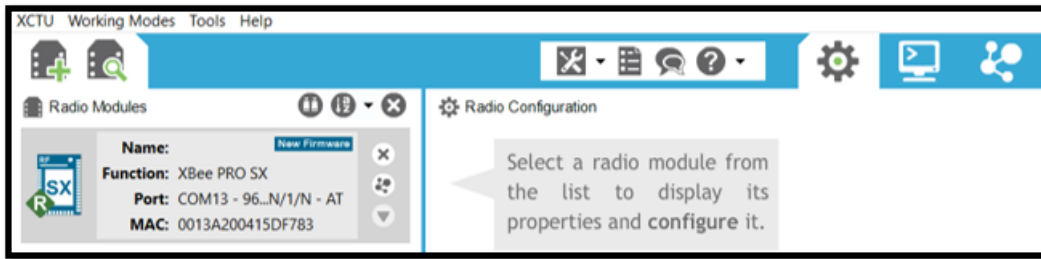 XCTU Working Modes Tools Help
Radio Modules
Radio Configuration
Name:
New Firmware
Function: XBee PRO SX
Port: COM13 - 96...N/1/N - AT
MAC: 0013A200415DF783
RF
SX
R
Select a radio module from
the list to display its
properties and configure it.